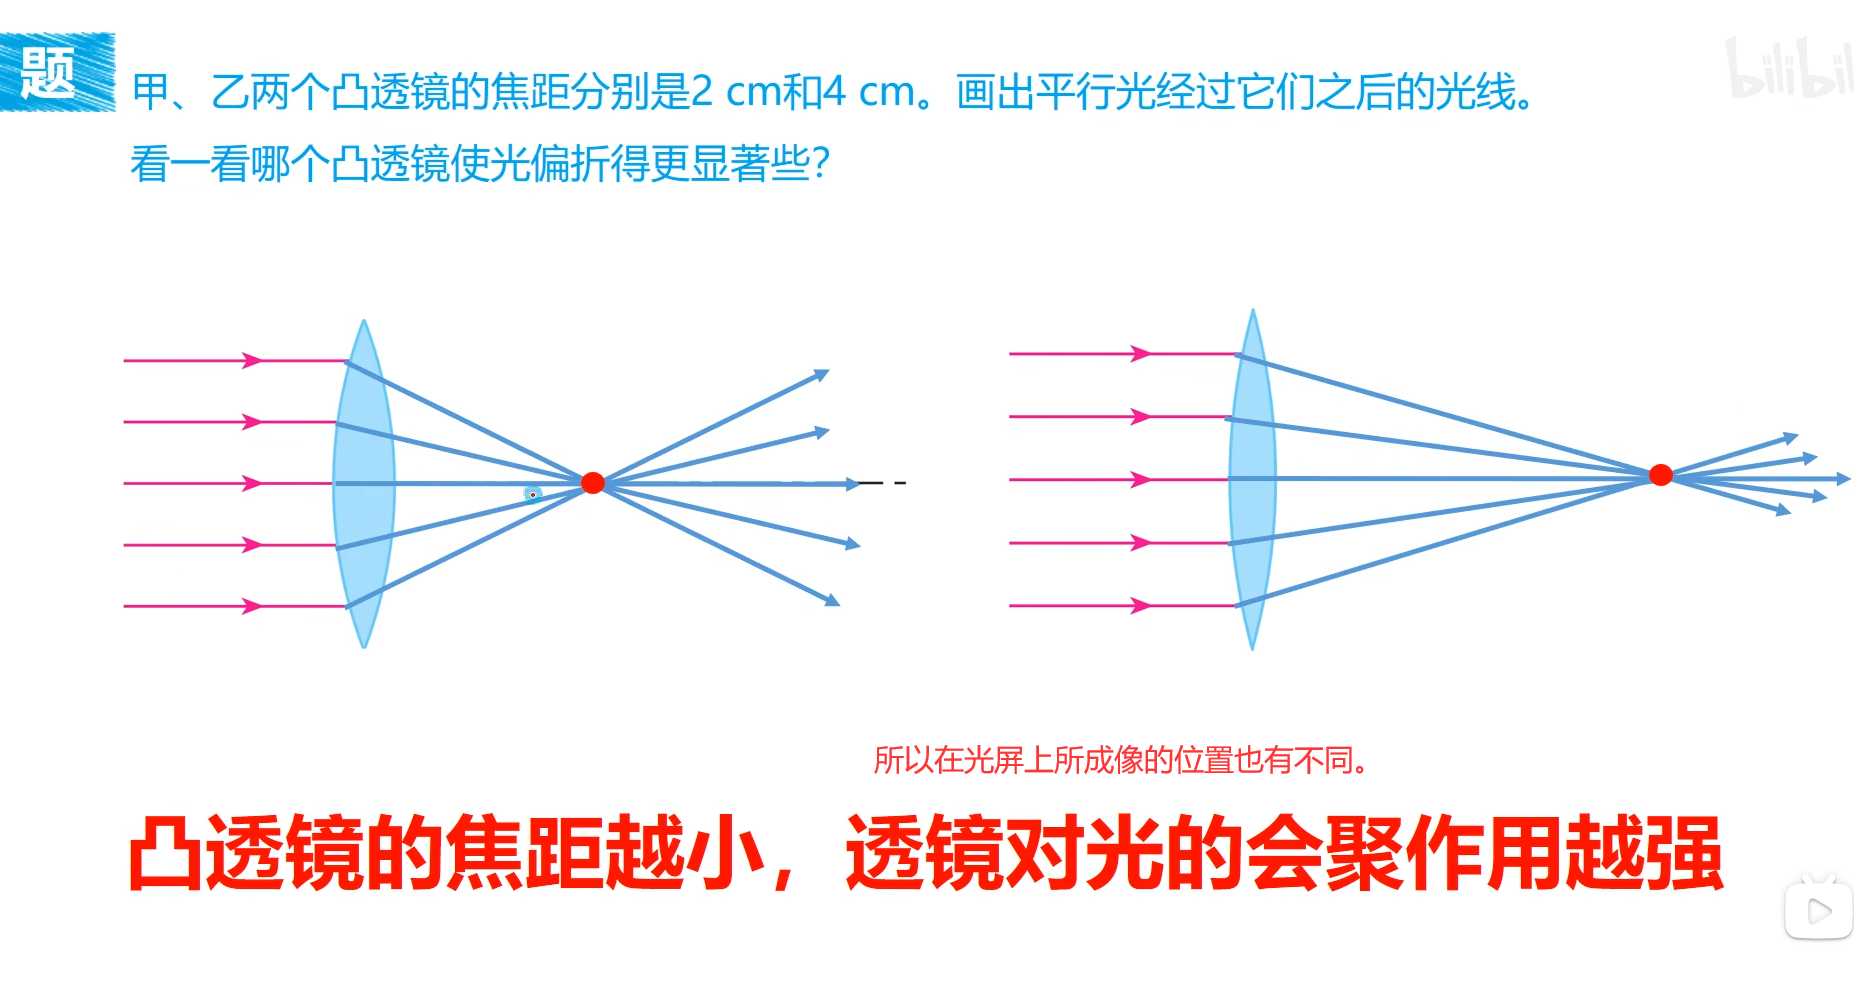 题
甲、乙两个凸透镜的焦距分别是2 cm和4 cm。画出平行光经过它们之后的光线。
看一看哪个凸透镜使光偏折得更显著些？
所以在光屏上所成像的位置也有不同。
凸透镜的焦距越小，透镜对光的会聚作用越强